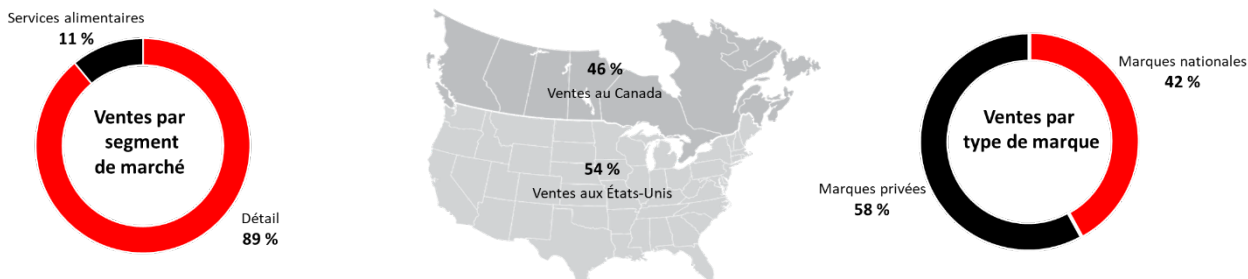 Services alimentaires
11 %
Ventes par
segment
de marché
Détail
89 %
46 %
Ventes au Canada
54 %
Ventes aux États-Unis
Marques nationales
42 %
Ventes par
type de marque
Marques privées
58 %